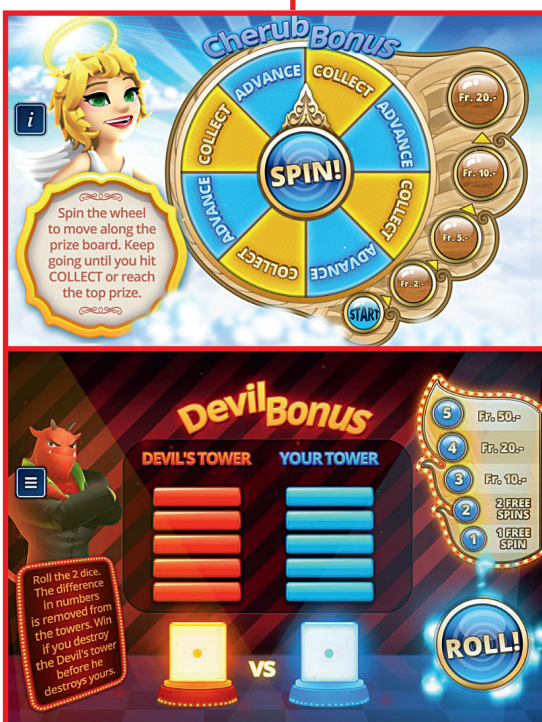 Cherub Bonus
i
ADVANCE
COLLECT
ADVANCE
COLLECT
ADVANCE
COLLECT
ADVANCE
COLLECT
SPIN!
Fr. 20.-
Fr. 10.-
Fr. 5.-
Fr. 2.-
START
Spin the wheel
to move along the
prize board. Keep
going until you hit
COLLECT or reach
the top prize.
Devil Bonus
DEVIL'S TOWER
YOUR TOWER
5 Fr. 50.-
4 Fr. 20.-
3 Fr. 10.-
2 2 FREE
SPINS
1 1 FREE
SPIN
Roll the 2 dice.
The difference
in numbers
is removed from
the towers. Win
if you destroy
the Devil's tower
before he
destroys yours.
VS
ROLL!